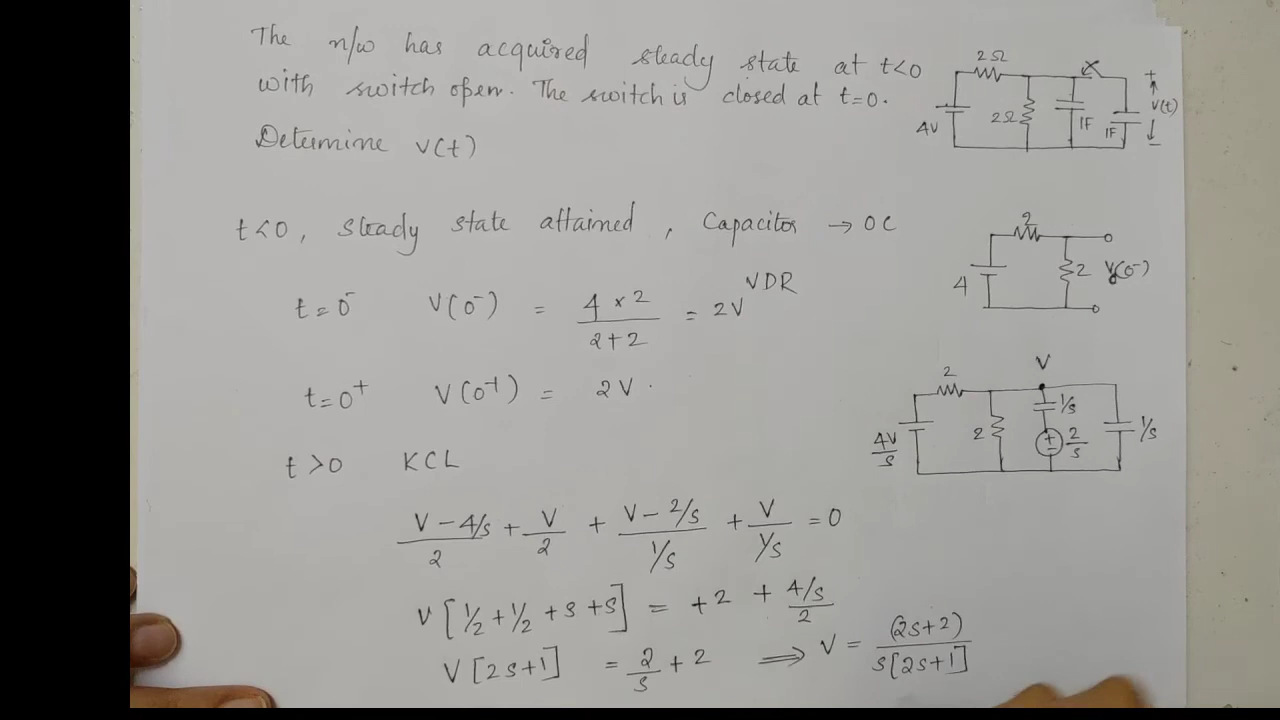 The n/w has acquired steady state at t<0
with switch open. The switch is closed at t=0.
Determine v(t)
2Ω
4V
2Ω
1F
1F
+
v(t)
-
t<0, steady state attained, Capacitor → OC
t=0⁻ V(0⁻) = 4 × 2 / 2+2 = 2V VDR
2
4
2
V(0⁻)
t=0⁺ V(0⁺) = 2V.
V
2
4V/s
2
1/s
+
2/s
1/s
t>0 KCL
V - 4/s / 2 + V/2 + V - 2/s / 1/s + V / 1/s = 0
V [1/2 + 1/2 + s + s] = +2 + 4/s / 2
V [2s+1] = 2/s + 2 ⟹ V = (2s+2) / s[2s+1]